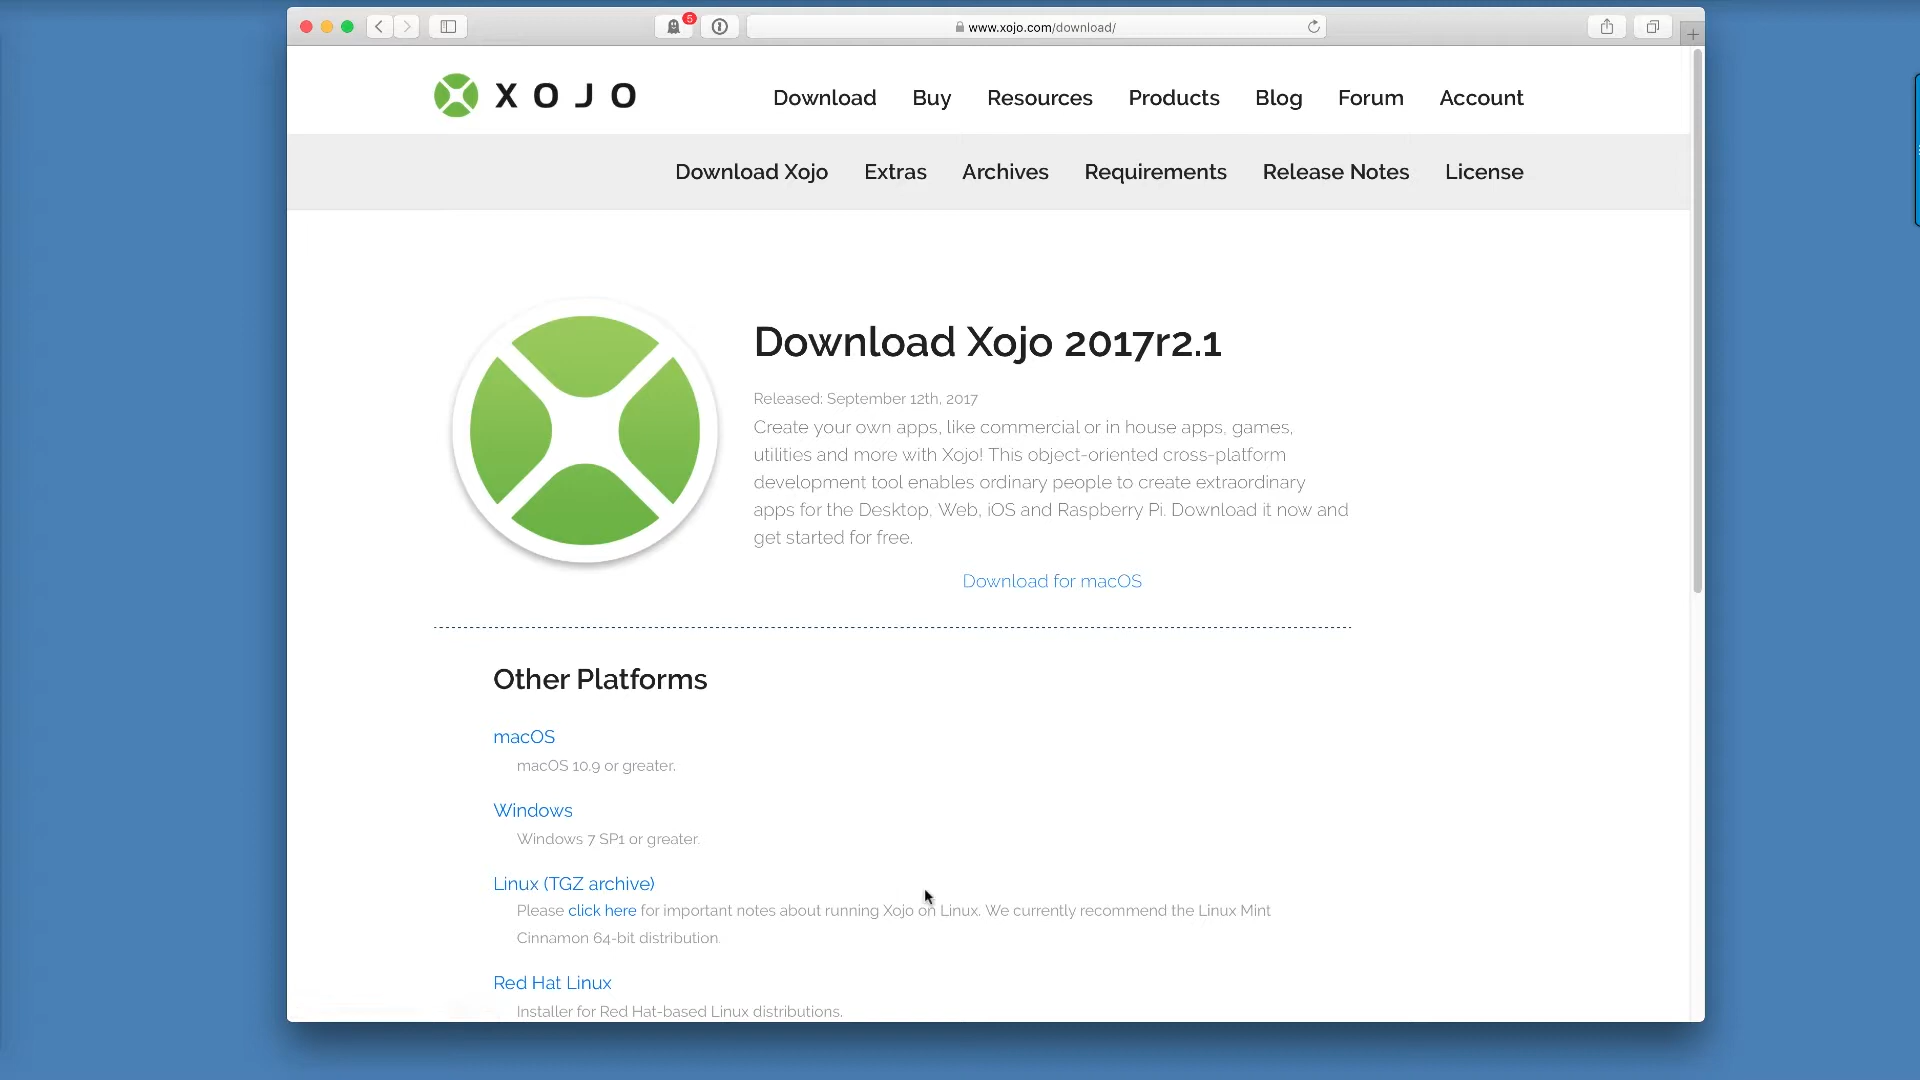 5
www.xojo.com/download/
XOJO
Download Buy Resources Products Blog Forum Account
Download Xojo Extras Archives Requirements Release Notes License
Download Xojo 2017r2.1
Released: September 12th, 2017
Create your own apps, like commercial or in house apps, games,
utilities and more with Xojo! This object-oriented cross-platform
development tool enables ordinary people to create extraordinary
apps for the Desktop, Web, iOS and Raspberry Pi. Download it now and
get started for free.
Download for macOS
Other Platforms
macOS
macOS 10.9 or greater.
Windows
Windows 7 SP1 or greater.
Linux (TGZ archive)
Please click here for important notes about running Xojo on Linux. We currently recommend the Linux Mint
Cinnamon 64-bit distribution.
Red Hat Linux
Installer for Red Hat-based Linux distributions.